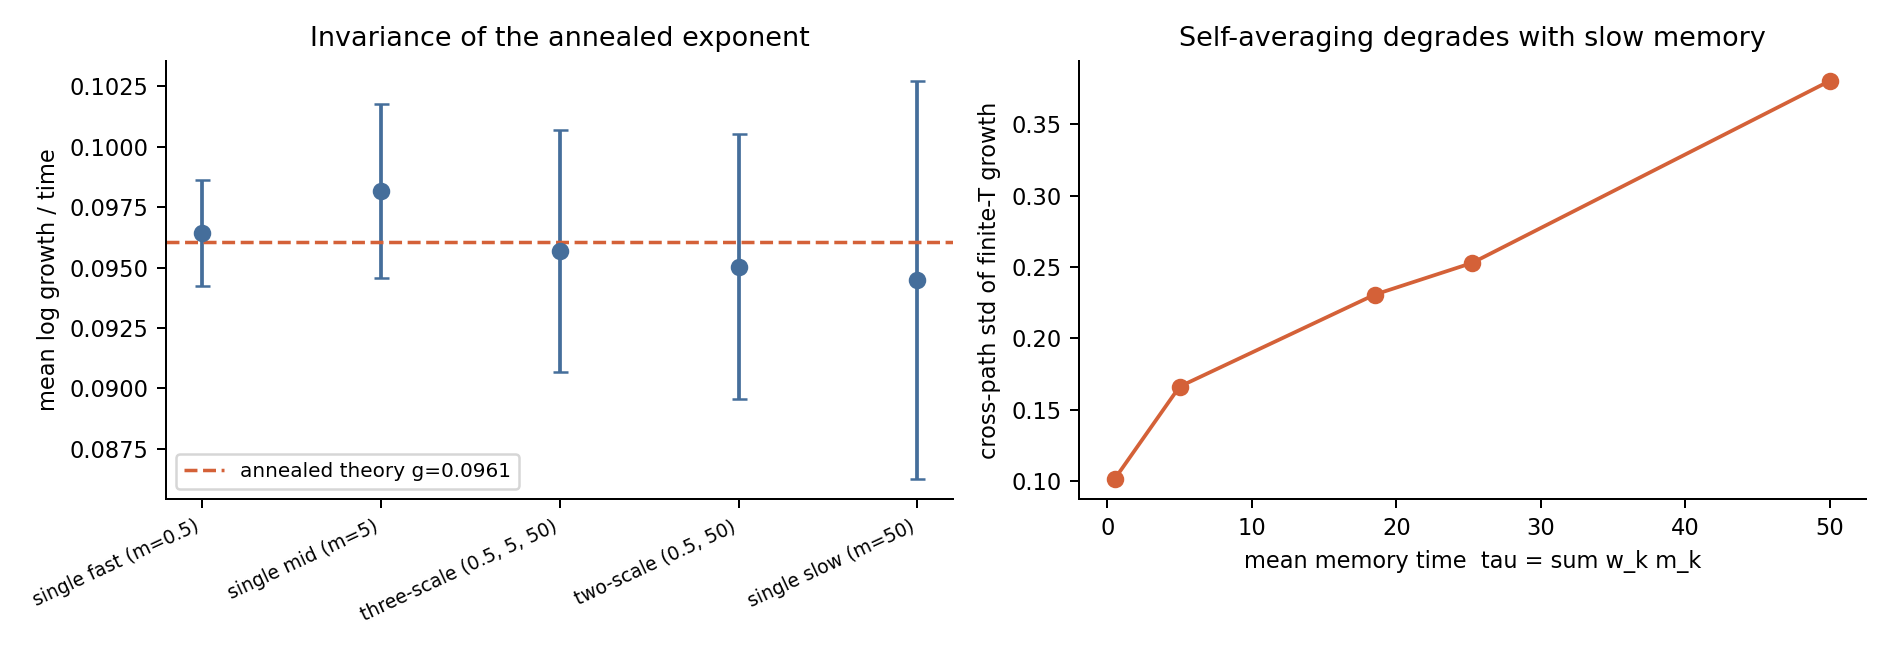 Invariance of the annealed exponent
mean log growth / time
0.1025
0.1000
0.0975
0.0950
0.0925
0.0900
0.0875
annealed theory g=0.0961
single fast (m=0.5)
single mid (m=5)
three-scale (0.5, 5, 50)
two-scale (0.5, 50)
single slow (m=50)
Self-averaging degrades with slow memory
cross-path std of finite-T growth
0.35
0.30
0.25
0.20
0.15
0.10
0
10
20
30
40
50
mean memory time tau = sum w_k m_k